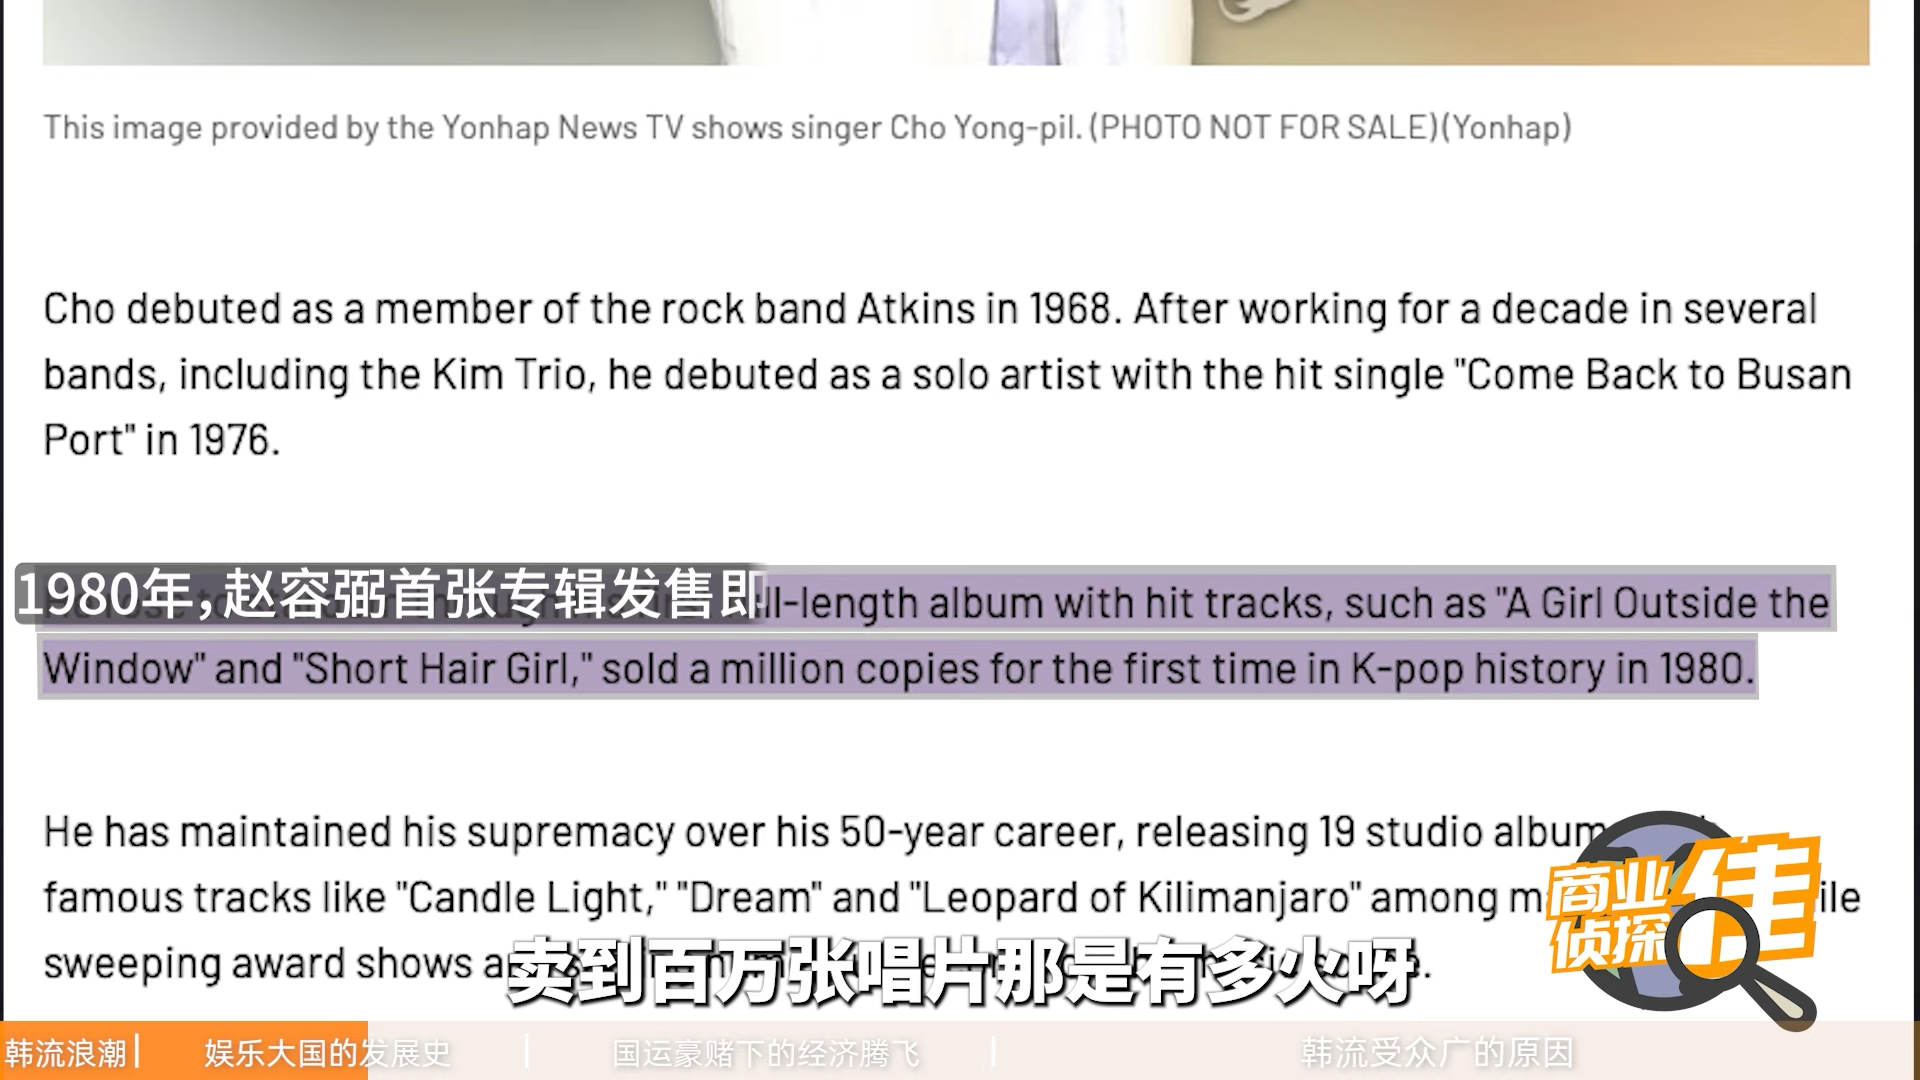 This image provided by the Yonhap News TV shows singer Cho Yong-pil. (PHOTO NOT FOR SALE)(Yonhap)
Cho debuted as a member of the rock band Atkins in 1968. After working for a decade in several
bands, including the Kim Trio, he debuted as a solo artist with the hit single "Come Back to Busan
Port" in 1976.
1980年,赵容弼首张专辑发售即
ll-length album with hit tracks, such as "A Girl Outside the
Window" and "Short Hair Girl," sold a million copies for the first time in K-pop history in 1980.
He has maintained his supremacy over his 50-year career, releasing 19 studio album
famous tracks like "Candle Light," "Dream" and "Leopard of Kilimanjaro" among
sweeping award shows
卖到百万张唱片那是有多火呀
商业
侦探
佳
韩流浪潮
娱乐大国的发展史
国运豪赌下的经济腾飞
韩流受众广的原因